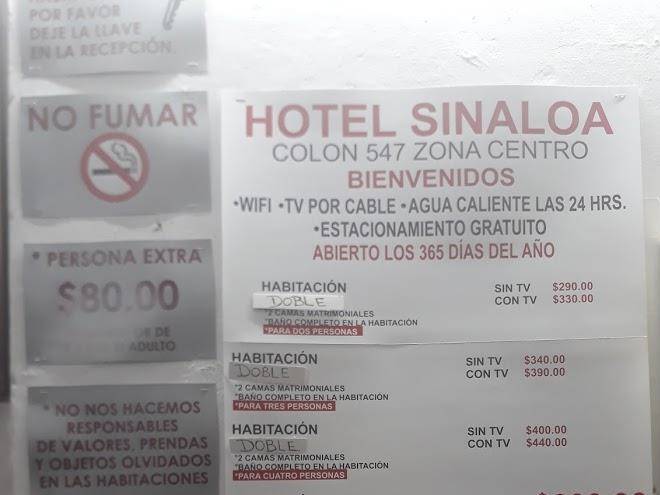 POR FAVOR
DEJE LA LLAVE
EN LA RECEPCIÓN.
NO FUMAR
* PERSONA EXTRA
$80.00
OR DE
ADULTO
* NO NOS HACEMOS
RESPONSABLES
DE VALORES, PRENDAS
Y OBJETOS OLVIDADOS
EN LAS HABITACIONES
HOTEL SINALOA
COLON 547 ZONA CENTRO
BIENVENIDOS
•WIFI •TV POR CABLE •AGUA CALIENTE LAS 24 HRS.
•ESTACIONAMIENTO GRATUITO
ABIERTO LOS 365 DÍAS DEL AÑO
HABITACIÓN SIN TV $290.00
DOBLE CON TV $330.00
*2 CAMAS MATRIMONIALES
*BAÑO COMPLETO EN LA HABITACIÓN
*PARA DOS PERSONAS
HABITACIÓN SIN TV $340.00
DOBLE CON TV $390.00
*2 CAMAS MATRIMONIALES
*BAÑO COMPLETO EN LA HABITACIÓN
*PARA TRES PERSONAS
HABITACIÓN SIN TV $400.00
DOBLE CON TV $440.00
*2 CAMAS MATRIMONIALES
*BAÑO COMPLETO EN LA HABITACIÓN
*PARA CUATRO PERSONAS